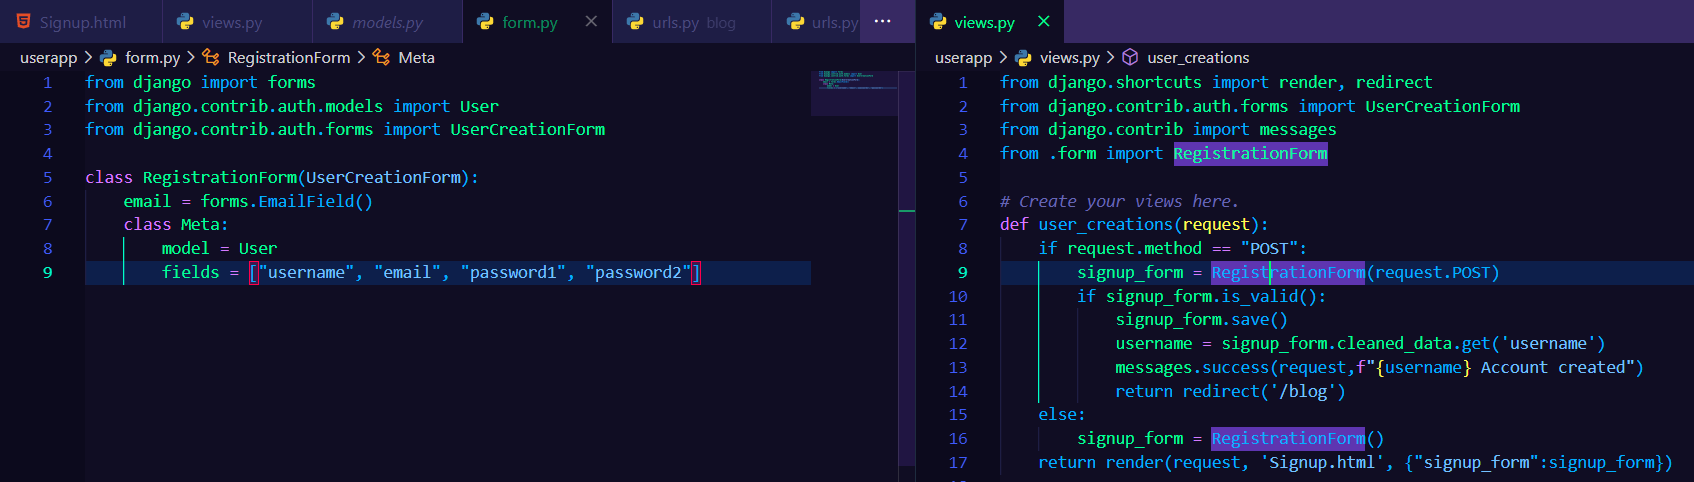 Signup.html
views.py
models.py
form.py
urls.py blog
urls.py
...
userapp > form.py > RegistrationForm > Meta
1 from django import forms
2 from django.contrib.auth.models import User
3 from django.contrib.auth.forms import UserCreationForm
4
5 class RegistrationForm(UserCreationForm):
6     email = forms.EmailField()
7     class Meta:
8         model = User
9         fields = ["username", "email", "password1", "password2"]
views.py
userapp > views.py > user_creations
1 from django.shortcuts import render, redirect
2 from django.contrib.auth.forms import UserCreationForm
3 from django.contrib import messages
4 from .form import RegistrationForm
5
6 # Create your views here.
7 def user_creations(request):
8     if request.method == "POST":
9         signup_form = RegistrationForm(request.POST)
10         if signup_form.is_valid():
11             signup_form.save()
12             username = signup_form.cleaned_data.get('username')
13             messages.success(request,f"{username} Account created")
14             return redirect('/blog')
15     else:
16         signup_form = RegistrationForm()
17     return render(request, 'Signup.html', {"signup_form":signup_form})